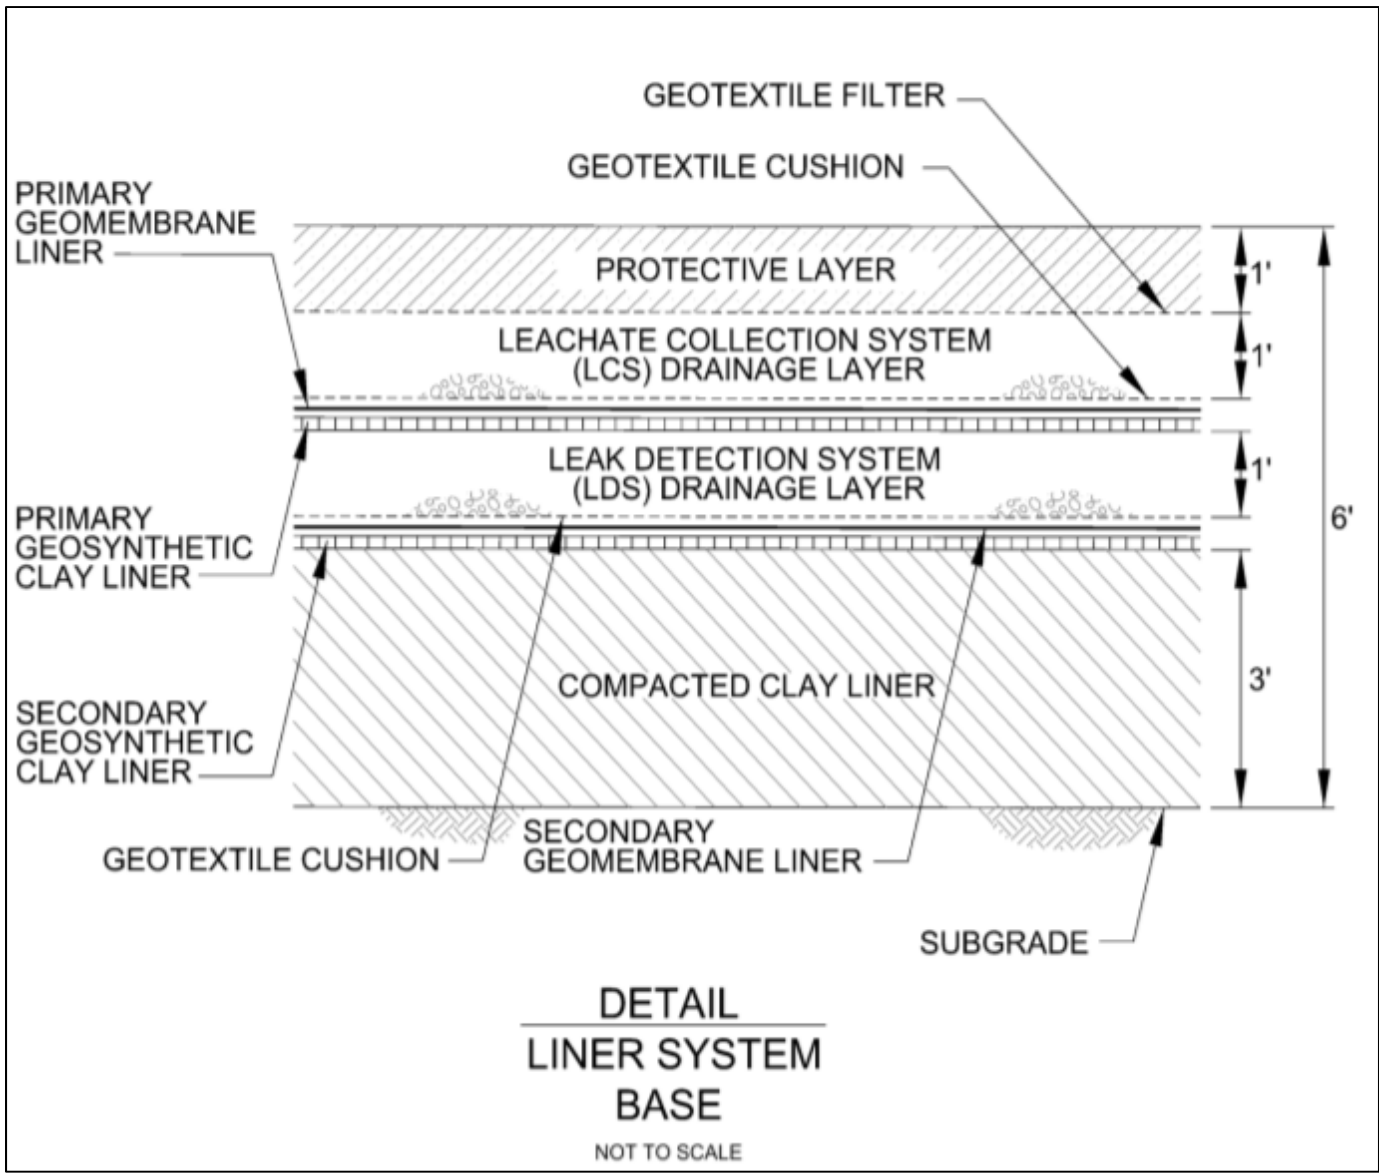 GEOTEXTILE FILTER
GEOTEXTILE CUSHION
PRIMARY
GEOMEMBRANE
LINER
PROTECTIVE LAYER
1'
LEACHATE COLLECTION SYSTEM
(LCS) DRAINAGE LAYER
1'
LEAK DETECTION SYSTEM
(LDS) DRAINAGE LAYER
1'
6'
PRIMARY
GEOSYNTHETIC
CLAY LINER
COMPACTED CLAY LINER
3'
SECONDARY
GEOSYNTHETIC
CLAY LINER
GEOTEXTILE CUSHION
SECONDARY
GEOMEMBRANE LINER
SUBGRADE
DETAIL
LINER SYSTEM
BASE
NOT TO SCALE